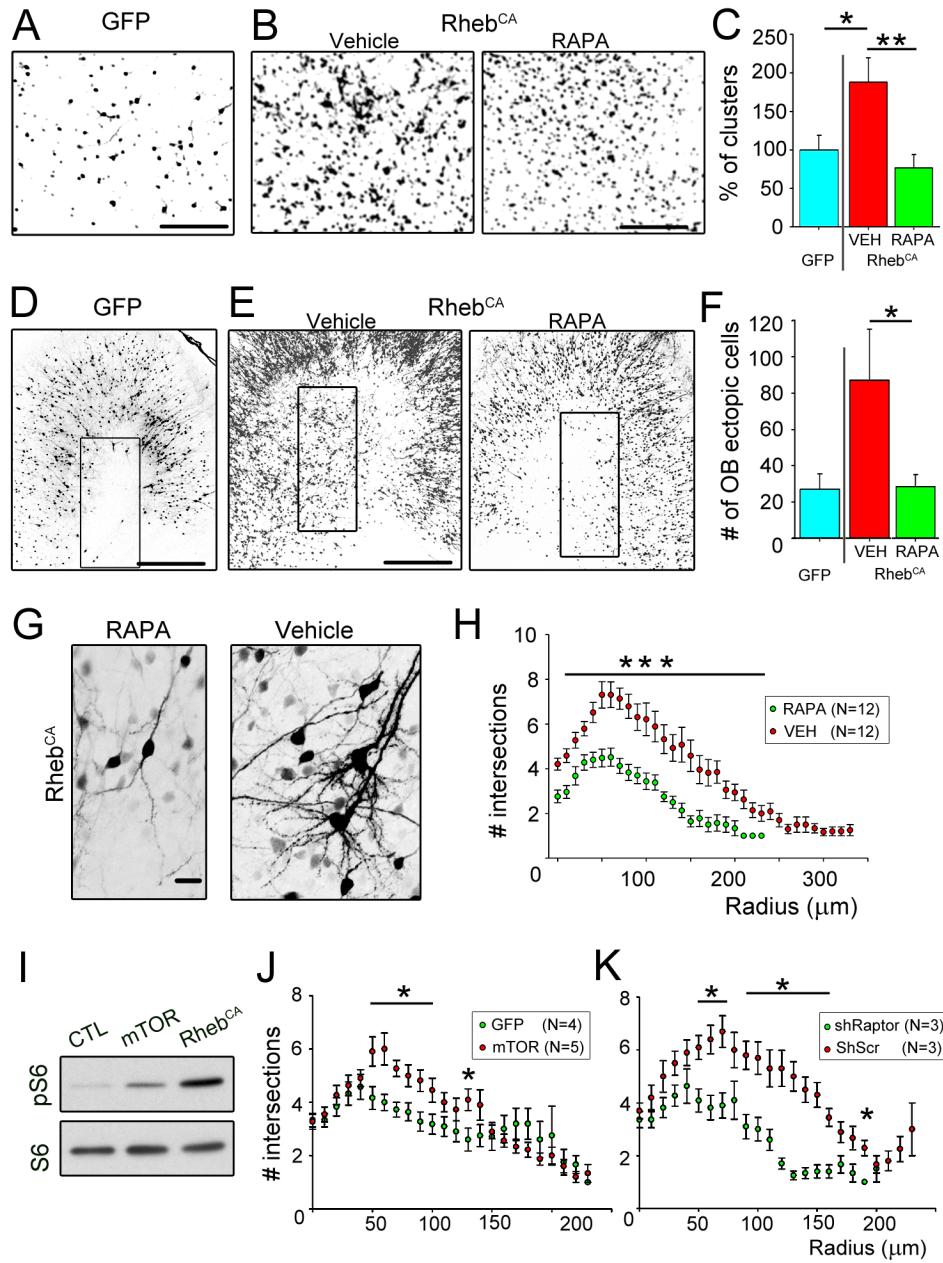 A
GFP
B
Rheb^CA
Vehicle
RAPA
C
% of clusters
250
200
150
100
50
0
*
**
VEH RAPA
GFP
Rheb^CA
D
GFP
E
Rheb^CA
Vehicle
RAPA
F
# of OB ectopic cells
120
100
80
60
40
20
0
*
VEH RAPA
GFP
Rheb^CA
G
RAPA
Vehicle
Rheb^CA
H
# intersections
10
8
6
4
2
0
***
RAPA (N=12)
VEH (N=12)
100 200 300
Radius (μm)
I
CTL mTOR Rheb^CA
pS6
S6
J
# intersections
8
6
4
2
0
*
*
GFP (N=4)
mTOR (N=5)
50 100 150 200
K
8
6
4
2
0
*
*
*
shRaptor (N=3)
ShScr (N=3)
50 100 150 200
Radius (μm)